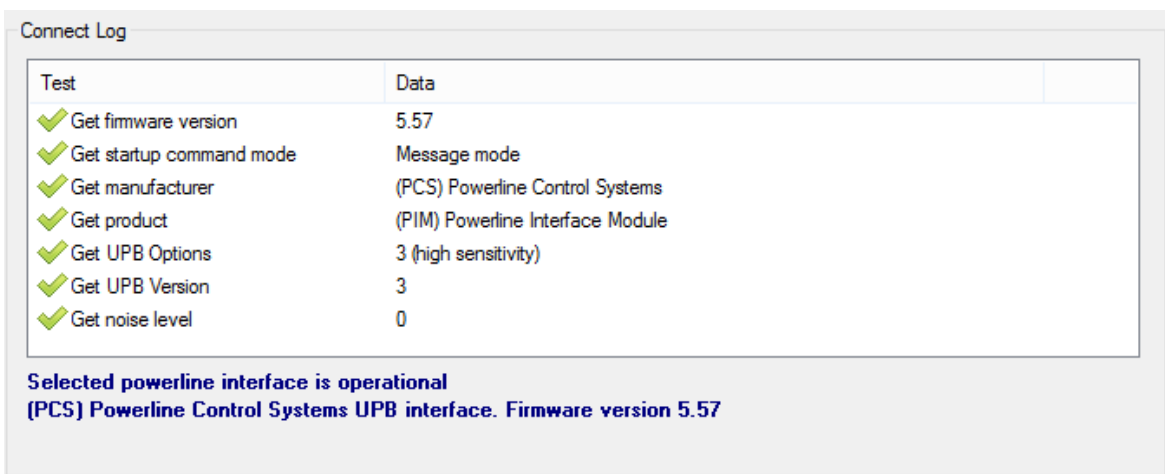 Connect Log
Test Data
Get firmware version 5.57
Get startup command mode Message mode
Get manufacturer (PCS) Powerline Control Systems
Get product (PIM) Powerline Interface Module
Get UPB Options 3 (high sensitivity)
Get UPB Version 3
Get noise level 0
Selected powerline interface is operational
(PCS) Powerline Control Systems UPB interface. Firmware version 5.57